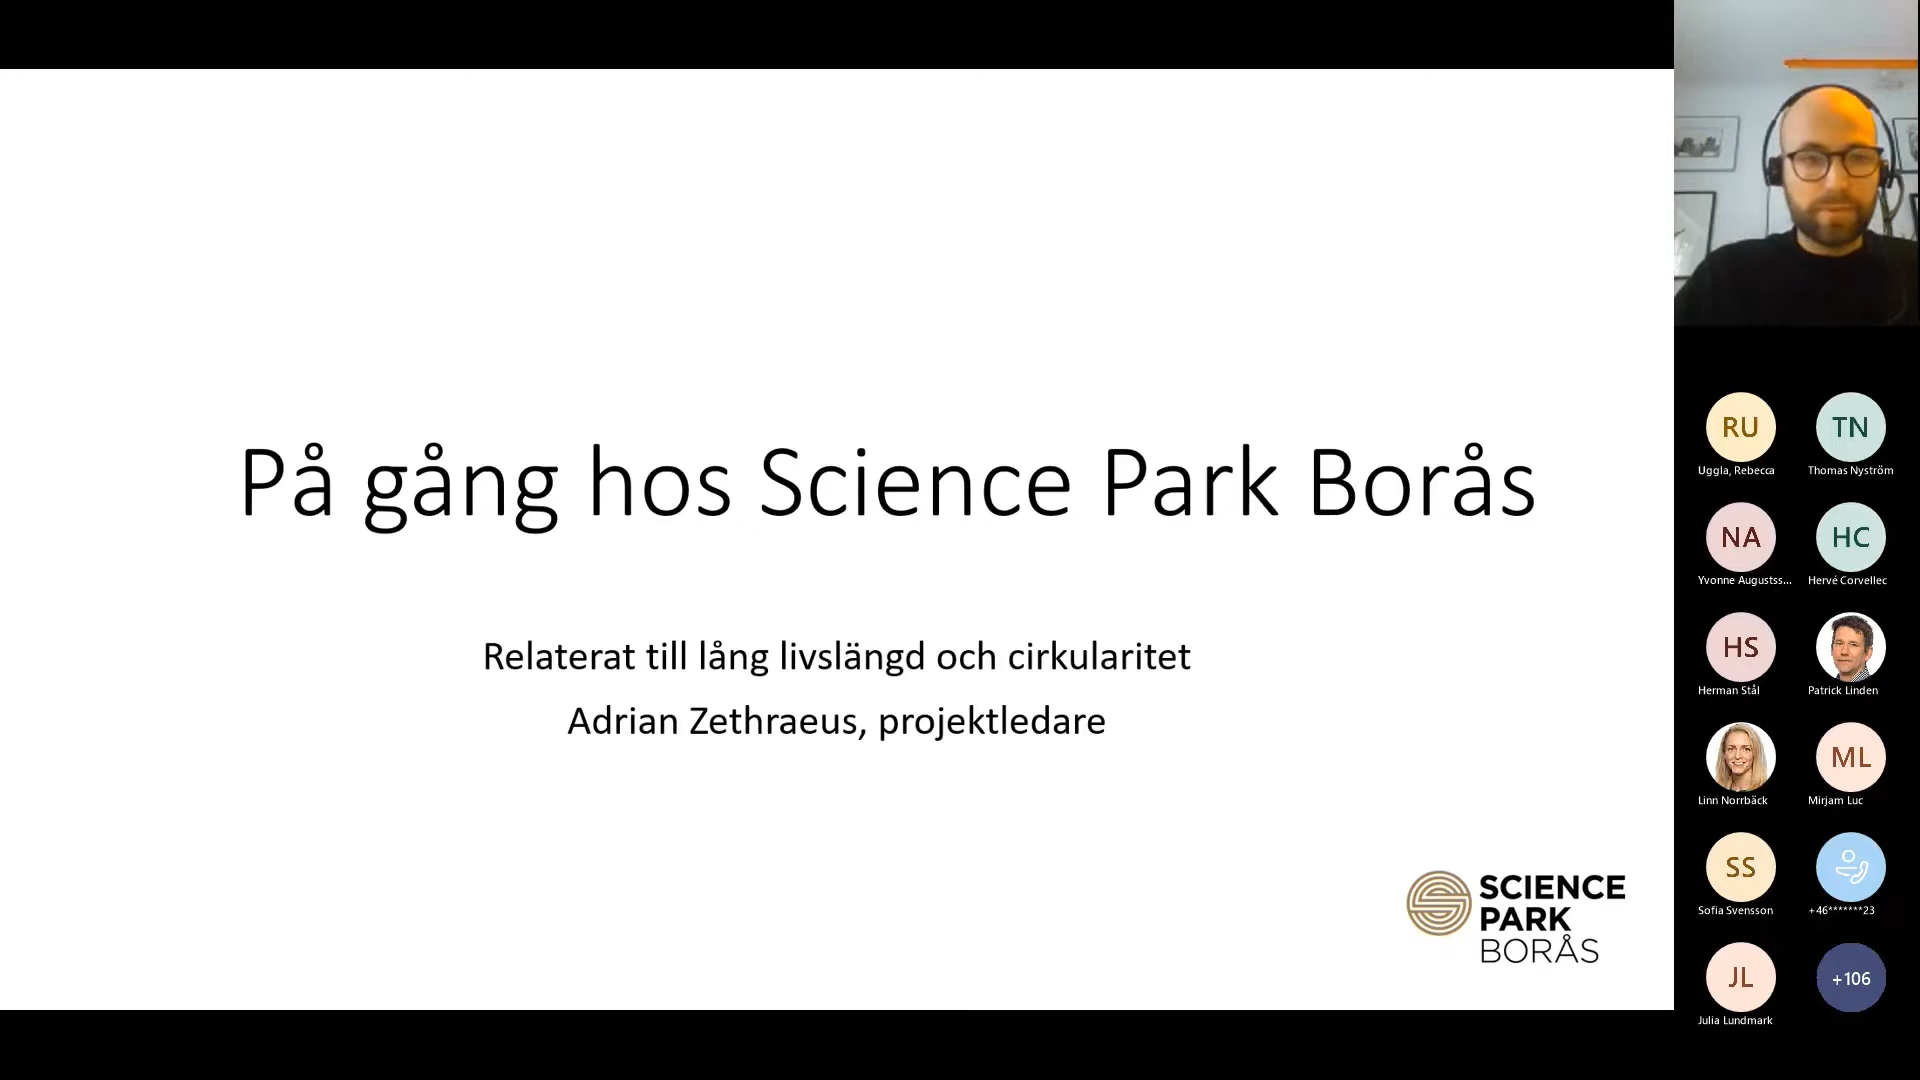 På gång hos Science Park Borås
Relaterat till lång livslängd och cirkularitet
Adrian Zethraeus, projektledare
SCIENCE
PARK
BORÅS
RU
Uggla, Rebecca
TN
Thomas Nyström
NA
Yvonne Augustss...
HC
Hervé Corvellec
HS
Herman Stål
Patrick Linden
Linn Norrbäck
ML
Mirjam Luc
SS
Sofia Svensson
+46*******23
JL
Julia Lundmark
+106